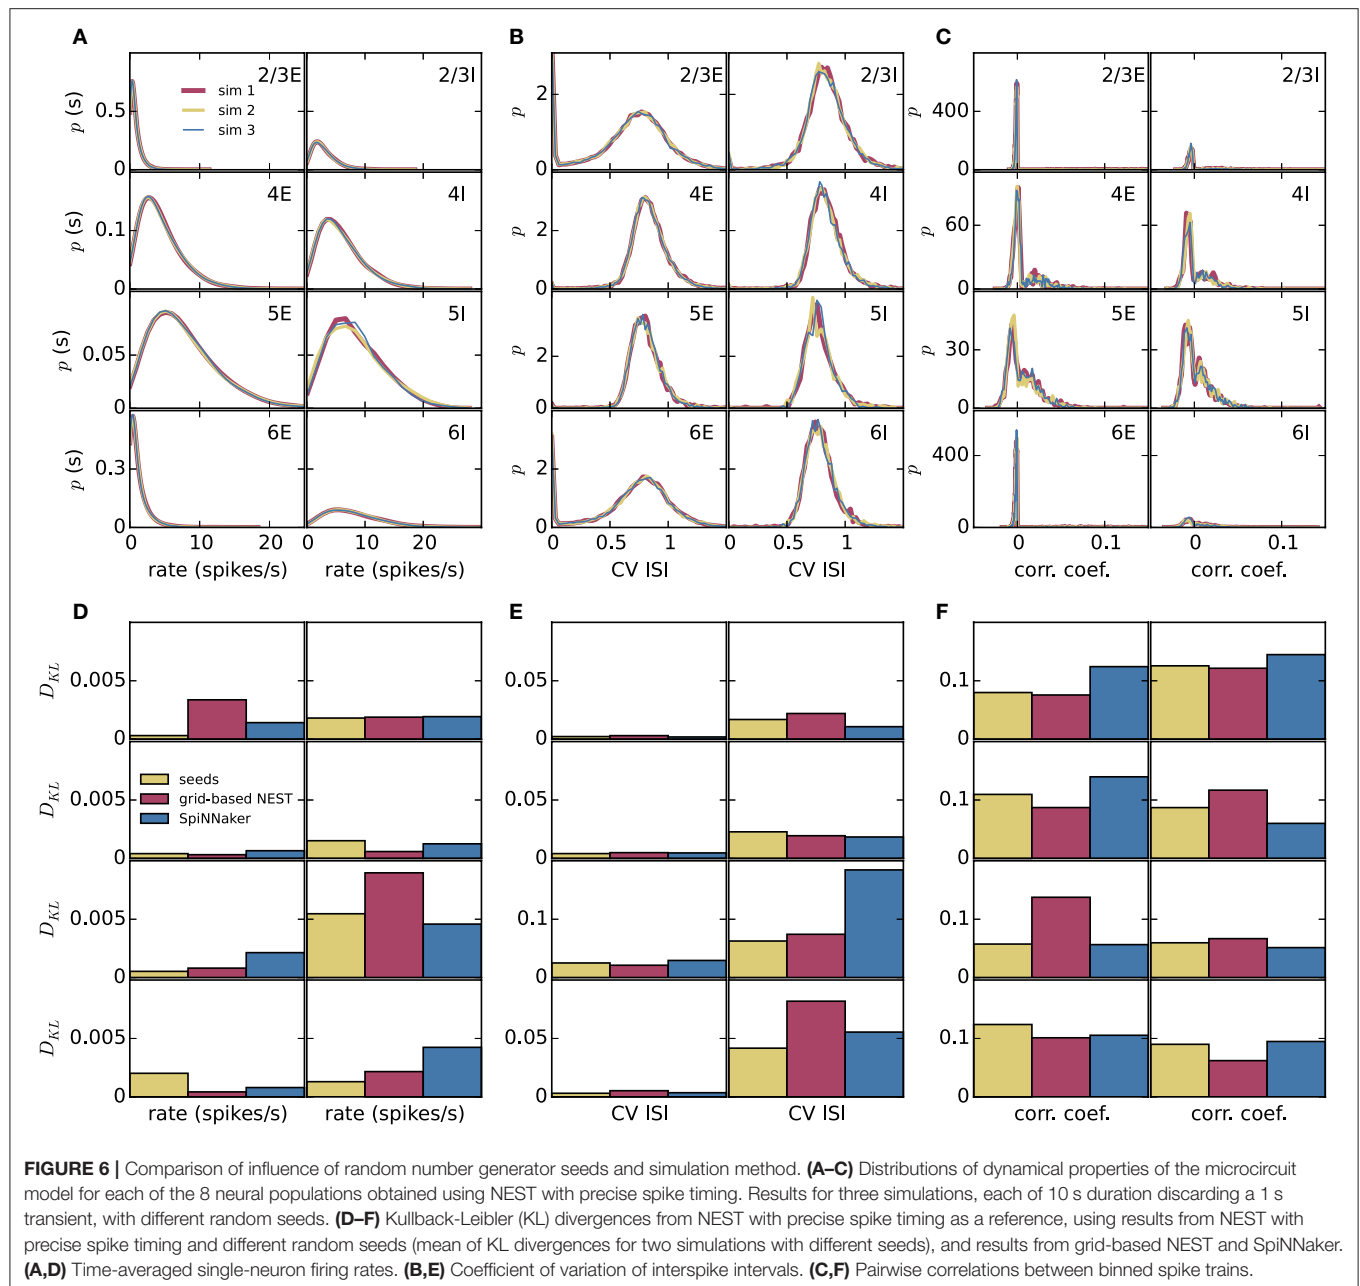 A
B
C
2/3E
2/3I
2/3E
2/3I
2/3E
2/3I
sim 1
sim 2
sim 3
p (s)
0.5
0
p
2
0
p
400
0
4E
4I
4E
4I
4E
4I
p (s)
0.1
0
p
2
0
p
60
0
5E
5I
5E
5I
5E
5I
p (s)
0.05
0
p
2
0
p
30
0
6E
6I
6E
6I
6E
6I
p (s)
0.3
0
p
2
0
p
400
0
0 10 20 0 10 20
0 0.5 1 0 0.5 1
0 0.1 0 0.1
rate (spikes/s) rate (spikes/s)
CV ISI CV ISI
corr. coef. corr. coef.
D
E
F
D_KL
0.005
0
0.05
0
0.1
0
D_KL
0.005
0
seeds
grid-based NEST
SpiNNaker
0.05
0
0.1
0
D_KL
0.005
0
0.1
0
0.1
0
D_KL
0.005
0
0.05
0
0.1
0
rate (spikes/s) rate (spikes/s)
CV ISI CV ISI
corr. coef. corr. coef.
FIGURE 6 | Comparison of influence of random number generator seeds and simulation method. (A–C) Distributions of dynamical properties of the microcircuit
model for each of the 8 neural populations obtained using NEST with precise spike timing. Results for three simulations, each of 10 s duration discarding a 1 s
transient, with different random seeds. (D–F) Kullback-Leibler (KL) divergences from NEST with precise spike timing as a reference, using results from NEST with
precise spike timing and different random seeds (mean of KL divergences for two simulations with different seeds), and results from grid-based NEST and SpiNNaker.
(A,D) Time-averaged single-neuron firing rates. (B,E) Coefficient of variation of interspike intervals. (C,F) Pairwise correlations between binned spike trains.